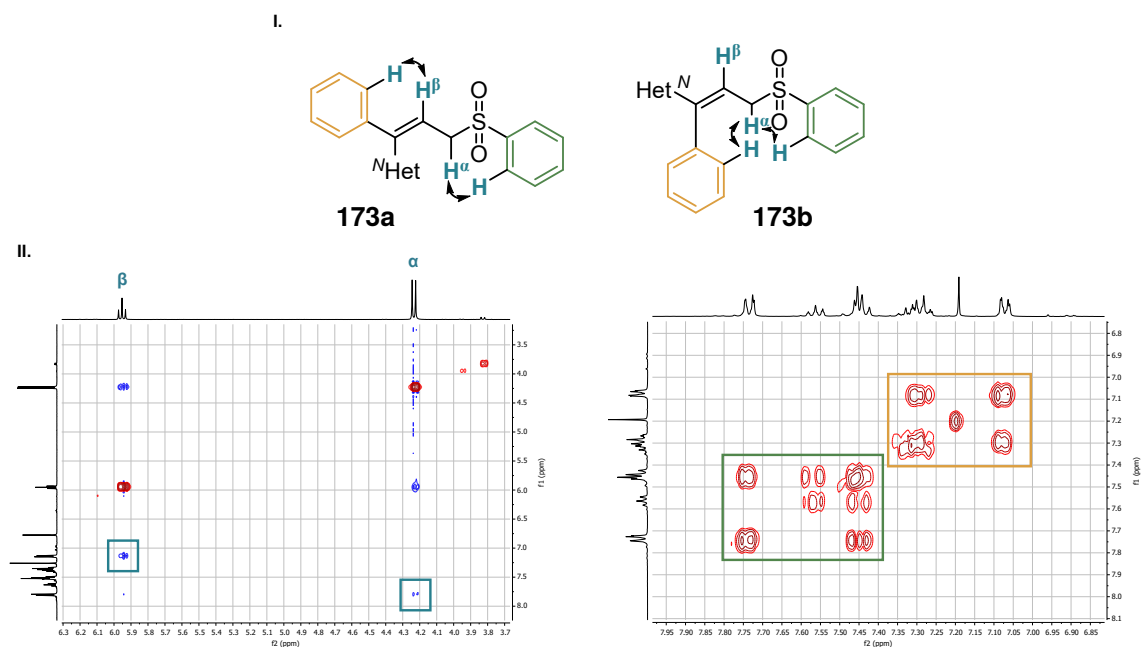 I.
H
Hβ
O
S
O
Hα
H
NHet
173a
Hβ
O
Het N
S
O
Hα
H
H
173b
II.
β
α
3.5
4.0
4.5
5.0
5.5
6.0
6.5
7.0
7.5
8.0
f1 (ppm)
6.3 6.2 6.1 6.0 5.9 5.8 5.7 5.6 5.5 5.4 5.3 5.2 5.1 5.0 4.9 4.8 4.7 4.6 4.5 4.4 4.3 4.2 4.1 4.0 3.9 3.8 3.7
f2 (ppm)
6.8
6.9
7.0
7.1
7.2
7.3
7.4
7.5
7.6
7.7
7.8
7.9
8.0
8.1
f1 (ppm)
7.95 7.90 7.85 7.80 7.75 7.70 7.65 7.60 7.55 7.50 7.45 7.40 7.35 7.30 7.25 7.20 7.15 7.10 7.05 7.00 6.95 6.90 6.85
f2 (ppm)